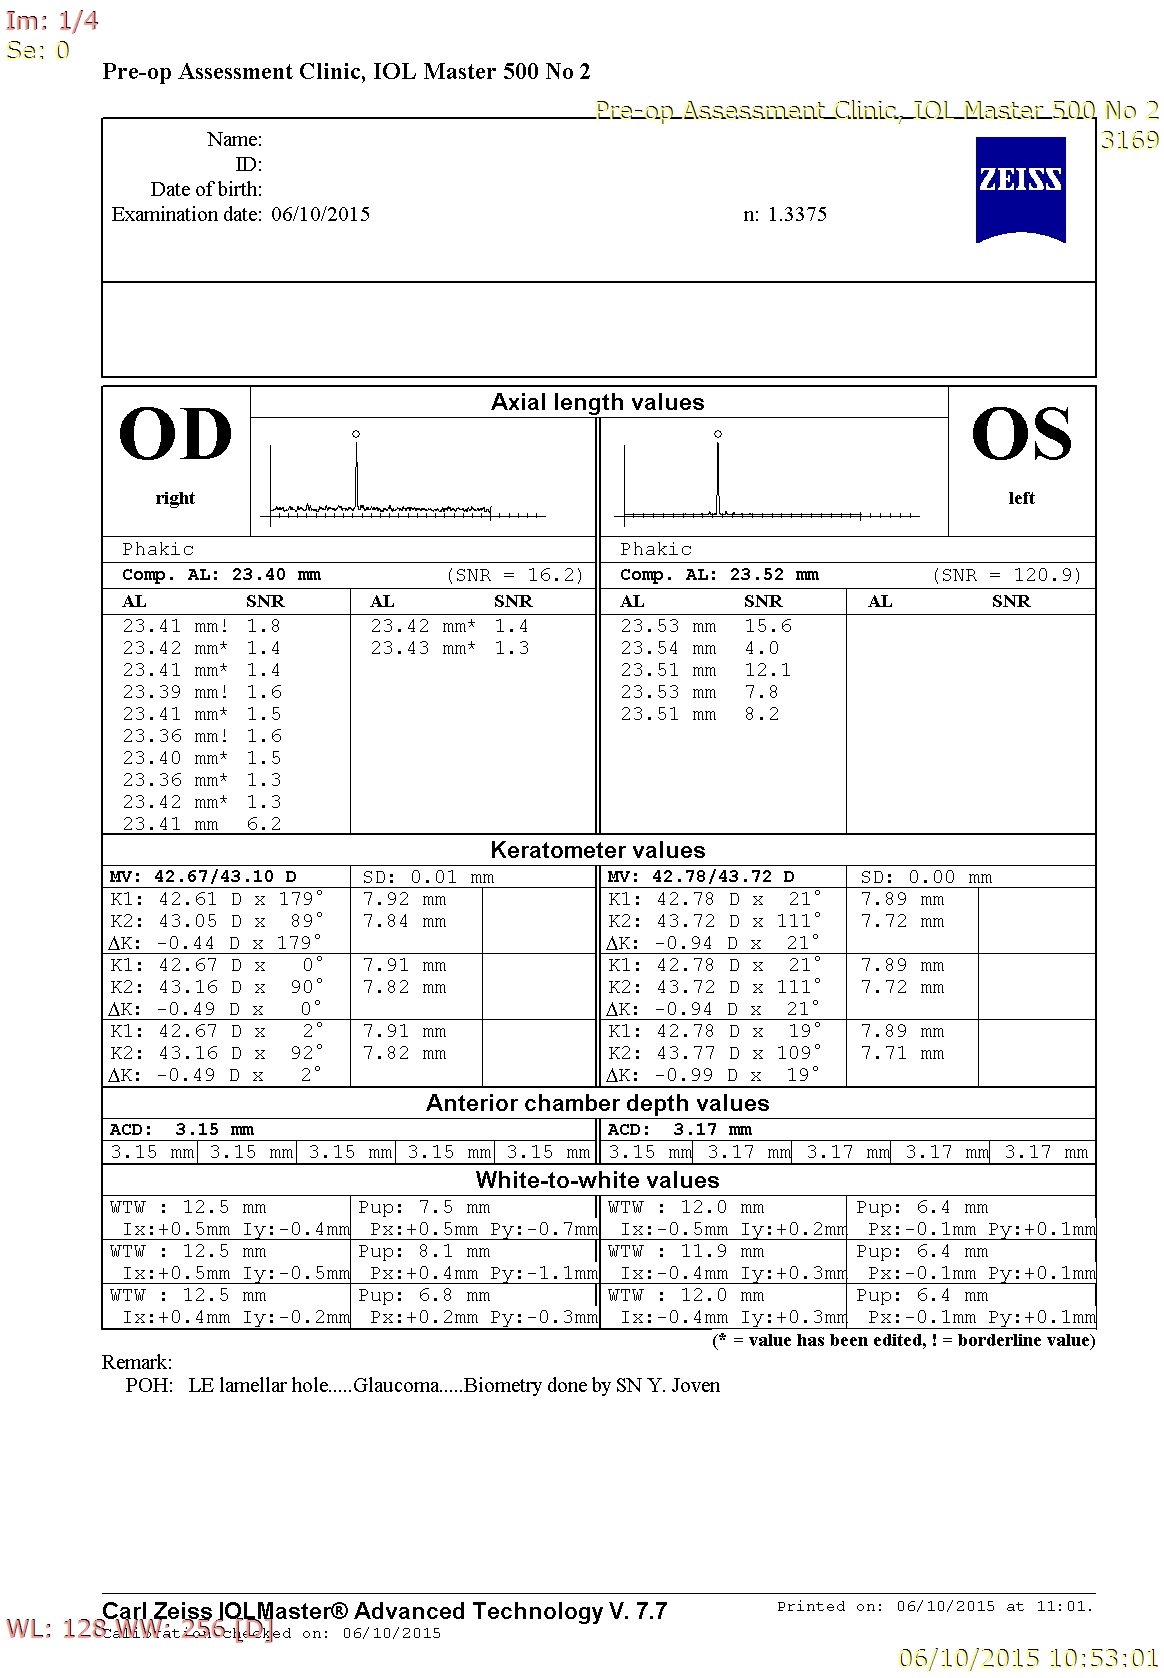 Im: 1/4
Se: 0
Pre-op Assessment Clinic, IOL Master 500 No 2
Pre-op Assessment Clinic, IOL Master 500 No 2
3169
Name:
ID:
Date of birth:
Examination date: 06/10/2015 n: 1.3375
ZEISS
OD
right
Axial length values
OS
left
Phakic Phakic
Comp. AL: 23.40 mm (SNR = 16.2) Comp. AL: 23.52 mm (SNR = 120.9)
AL SNR AL SNR AL SNR AL SNR
23.41 mm! 1.8 23.42 mm* 1.4 23.53 mm 15.6
23.42 mm* 1.4 23.43 mm* 1.3 23.54 mm 4.0
23.41 mm* 1.4 23.51 mm 12.1
23.39 mm! 1.6 23.53 mm 7.8
23.41 mm* 1.5 23.51 mm 8.2
23.36 mm! 1.6
23.40 mm* 1.5
23.36 mm* 1.3
23.42 mm* 1.3
23.41 mm 6.2
Keratometer values
MV: 42.67/43.10 D SD: 0.01 mm MV: 42.78/43.72 D SD: 0.00 mm
K1: 42.61 D x 179° 7.92 mm K1: 42.78 D x 21° 7.89 mm
K2: 43.05 D x 89° 7.84 mm K2: 43.72 D x 111° 7.72 mm
ΔK: -0.44 D x 179° ΔK: -0.94 D x 21°
K1: 42.67 D x 0° 7.91 mm K1: 42.78 D x 21° 7.89 mm
K2: 43.16 D x 90° 7.82 mm K2: 43.72 D x 111° 7.72 mm
ΔK: -0.49 D x 0° ΔK: -0.94 D x 21°
K1: 42.67 D x 2° 7.91 mm K1: 42.78 D x 19° 7.89 mm
K2: 43.16 D x 92° 7.82 mm K2: 43.77 D x 109° 7.71 mm
ΔK: -0.49 D x 2° ΔK: -0.99 D x 19°
Anterior chamber depth values
ACD: 3.15 mm ACD: 3.17 mm
3.15 mm 3.15 mm 3.15 mm 3.15 mm 3.15 mm 3.15 mm 3.17 mm 3.17 mm 3.17 mm 3.17 mm
White-to-white values
WTW : 12.5 mm Pup: 7.5 mm WTW : 12.0 mm Pup: 6.4 mm
Ix:+0.5mm Iy:-0.4mm Px:+0.5mm Py:-0.7mm Ix:-0.5mm Iy:+0.2mm Px:-0.1mm Py:+0.1mm
WTW : 12.5 mm Pup: 8.1 mm WTW : 11.9 mm Pup: 6.4 mm
Ix:+0.5mm Iy:-0.5mm Px:+0.4mm Py:-1.1mm Ix:-0.4mm Iy:+0.3mm Px:-0.1mm Py:+0.1mm
WTW : 12.5 mm Pup: 6.8 mm WTW : 12.0 mm Pup: 6.4 mm
Ix:+0.4mm Iy:-0.2mm Px:+0.2mm Py:-0.3mm Ix:-0.4mm Iy:+0.3mm Px:-0.1mm Py:+0.1mm
(* = value has been edited, ! = borderline value)
Remark:
POH: LE lamellar hole.....Glaucoma.....Biometry done by SN Y. Joven
Carl Zeiss IOLMaster® Advanced Technology V. 7.7 Printed on: 06/10/2015 at 11:01.
WL: 128 WW: 256 [D]
Calibration checked on: 06/10/2015
06/10/2015 10:53:01